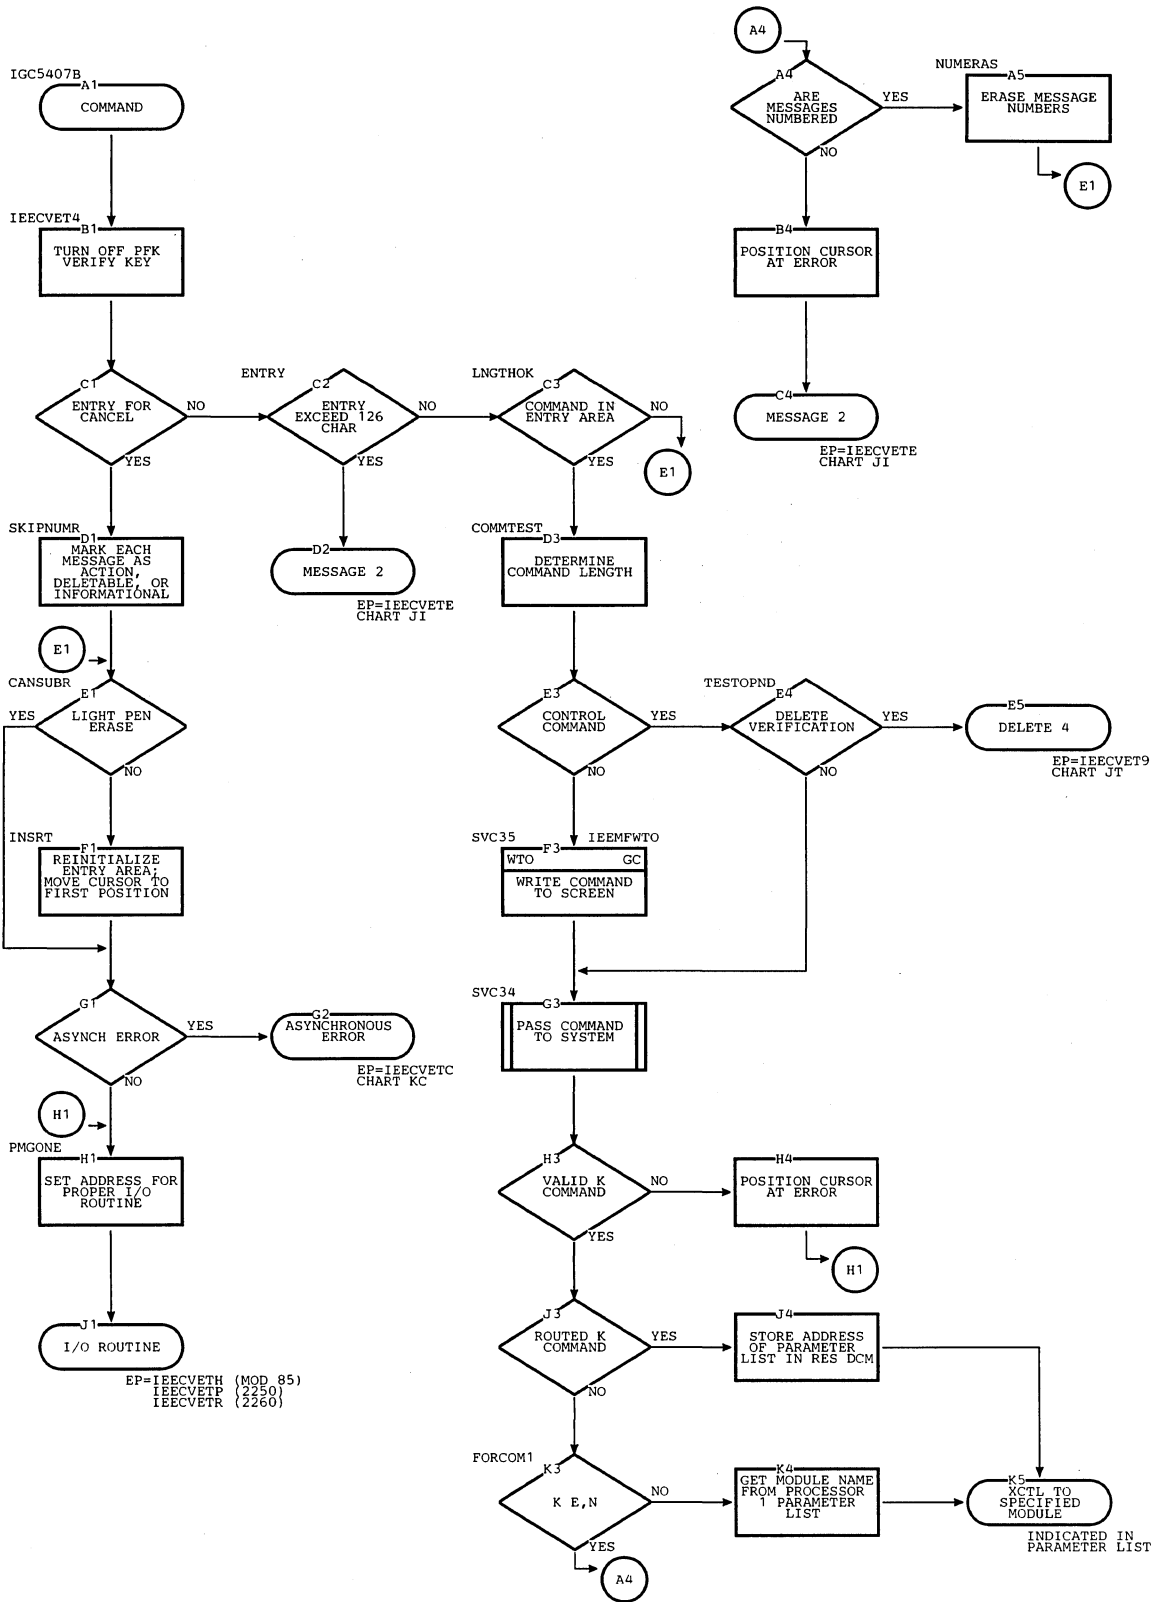 IGC5407B
A1
COMMAND
IEECVET4
B1
TURN OFF PFK
VERIFY KEY
C1
ENTRY FOR
CANCEL
NO
YES
ENTRY
C2
ENTRY
EXCEED 126
CHAR
NO
YES
LNGTHOK
C3
COMMAND IN
ENTRY AREA
NO
YES
E1
SKIPNUMR
D1
MARK EACH
MESSAGE AS
ACTION,
DELETABLE, OR
INFORMATIONAL
D2
MESSAGE 2
EP=IEECVETE
CHART JI
COMMTEST
D3
DETERMINE
COMMAND LENGTH
E1
CANSUBR
E1
YES
LIGHT PEN
ERASE
NO
E3
CONTROL
COMMAND
YES
NO
TESTOPND
E4
DELETE
VERIFICATION
YES
NO
E5
DELETE 4
EP=IEECVET9
CHART JT
INSRT
F1
REINITIALIZE
ENTRY AREA;
MOVE CURSOR TO
FIRST POSITION
SVC35
F3
IEEMFWTO
WTO
GC
WRITE COMMAND
TO SCREEN
G1
ASYNCH ERROR
YES
NO
G2
ASYNCHRONOUS
ERROR
EP=IEECVETC
CHART KC
SVC34
G3
PASS COMMAND
TO SYSTEM
H1
PMGONE
H1
SET ADDRESS FOR
PROPER I/O
ROUTINE
H3
VALID K
COMMAND
NO
YES
H4
POSITION CURSOR
AT ERROR
H1
J1
I/O ROUTINE
EP=IEECVETH (MOD 85)
IEECVETP (2250)
IEECVETR (2260)
J3
ROUTED K
COMMAND
YES
NO
J4
STORE ADDRESS
OF PARAMETER
LIST IN RES DCM
FORCOM1
K3
K E,N
NO
YES
A4
K4
GET MODULE NAME
FROM PROCESSOR
1 PARAMETER
LIST
K5
XCTL TO
SPECIFIED
MODULE
INDICATED IN
PARAMETER LIST
A4
A4
ARE
MESSAGES
NUMBERED
YES
NO
NUMERAS
A5
ERASE MESSAGE
NUMBERS
E1
B4
POSITION CURSOR
AT ERROR
C4
MESSAGE 2
EP=IEECVETE
CHART JI